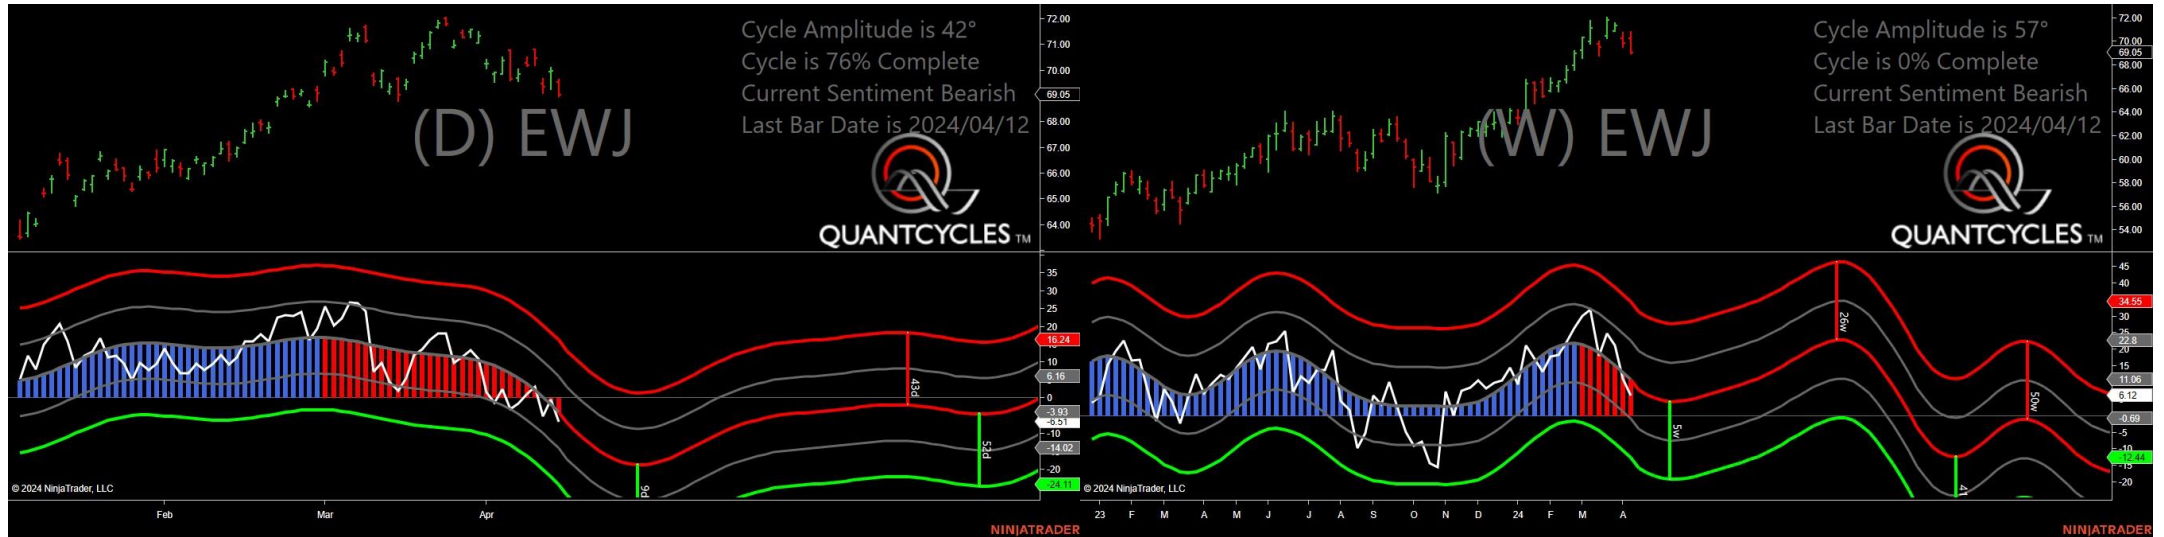 Cycle Amplitude is 42°
Cycle is 76% Complete
Current Sentiment Bearish
Last Bar Date is 2024/04/12
(D) EWJ
QUANTCYCLES TM
72.00
71.00
70.00
69.05
68.00
67.00
66.00
65.00
64.00
35
30
25
20
16.24
10
6.16
0
-3.93
-6.51
-10
-14.02
-20
-24.11
43d
52d
9d
© 2024 NinjaTrader, LLC
Feb Mar Apr
NINJATRADER
Cycle Amplitude is 57°
Cycle is 0% Complete
Current Sentiment Bearish
Last Bar Date is 2024/04/12
(W) EWJ
QUANTCYCLES TM
72.00
70.00
69.05
68.00
66.00
64.00
62.00
60.00
58.00
56.00
54.00
45
40
34.55
30
25
22.8
20
15
11.06
6.12
-0.69
-5
-10
-12.44
-15
-20
26w
50w
5w
© 2024 NinjaTrader, LLC
23 F M A M J J A S O N D 24 F M A
NINJATRADER